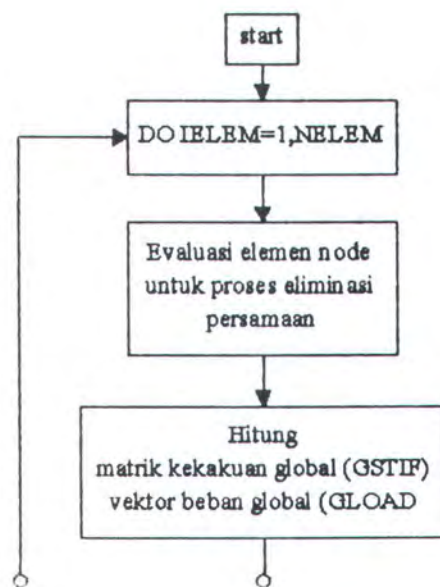 start
DO IELEM=1,NELEM
Evaluasi elemen node
untuk proses eliminasi
persamaan
Hitung
matrik kekakuan global (GSTIF)
vektor beban global (GLOAD